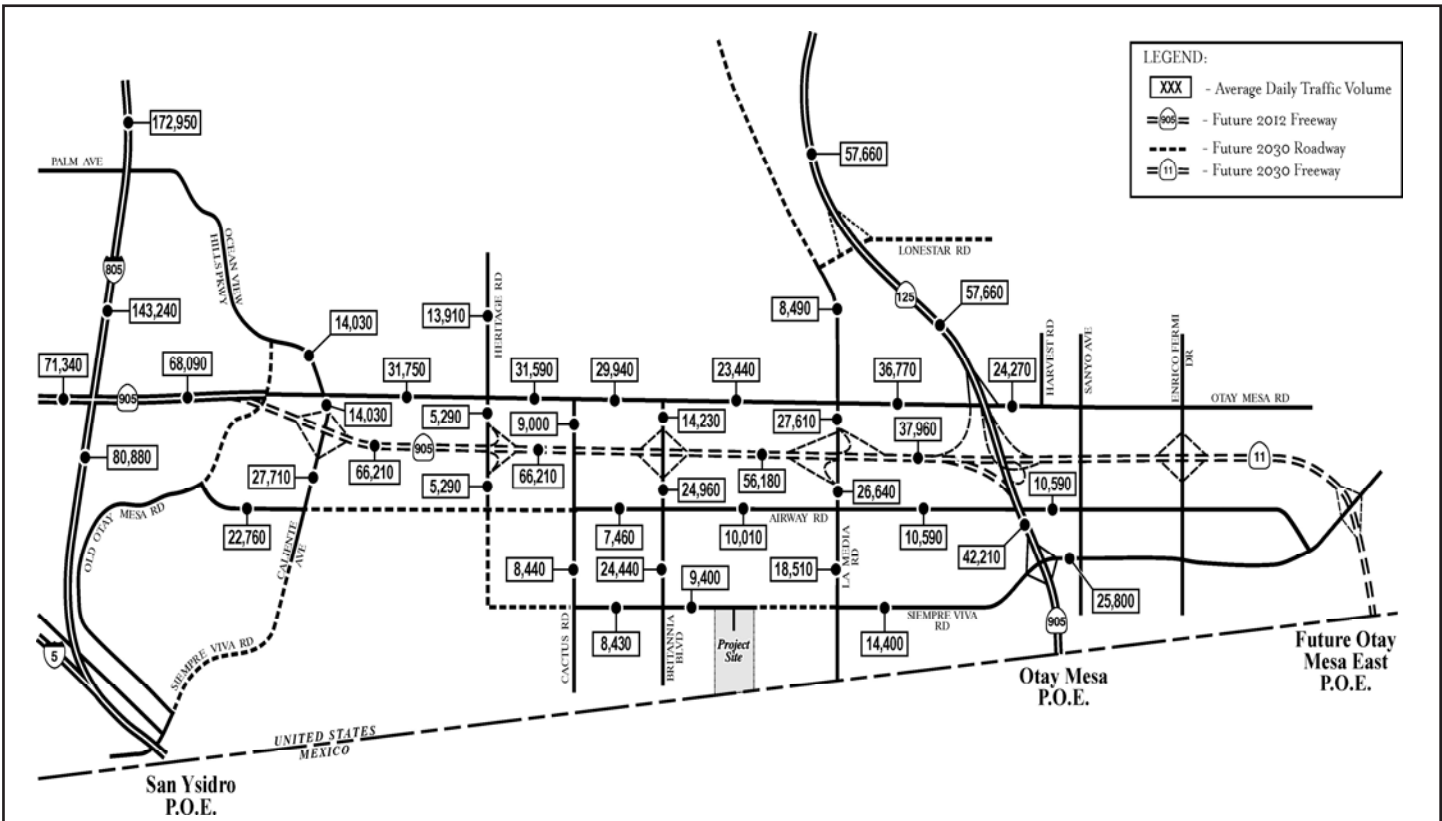 LEGEND:
XXX - Average Daily Traffic Volume
905 - Future 2012 Freeway
- Future 2030 Roadway
11 - Future 2030 Freeway
172,950
PALM AVE
57,660
OCEAN VIEW
HILLS PKWY
HERITAGE RD
LONESTAR RD
805
125
143,240
14,030
13,910
8,490
57,660
HARVEST RD
SANYO AVE
ENRICO FERMI
DR
71,340
68,090
31,750
31,590
29,940
23,440
36,770
24,270
905
OTAY MESA RD
14,030
5,290
9,000
14,230
27,610
37,960
905
11
80,880
27,710
66,210
5,290
66,210
24,960
56,180
26,640
10,590
OLD OTAY MESA RD
22,760
CALIENTE
AVE
7,460
10,010
AIRWAY RD
10,590
LA MEDIA
RD
8,440
24,440
9,400
18,510
42,210
25,800
SIEMPRE VIVA RD
CACTUS RD
8,430
BRITANNIA
BLVD
Project
Site
14,400
SIEMPRE VIVA
RD
905
5
Otay Mesa
P.O.E.
Future Otay
Mesa East
P.O.E.
UNITED STATES
MEXICO
San Ysidro
P.O.E.